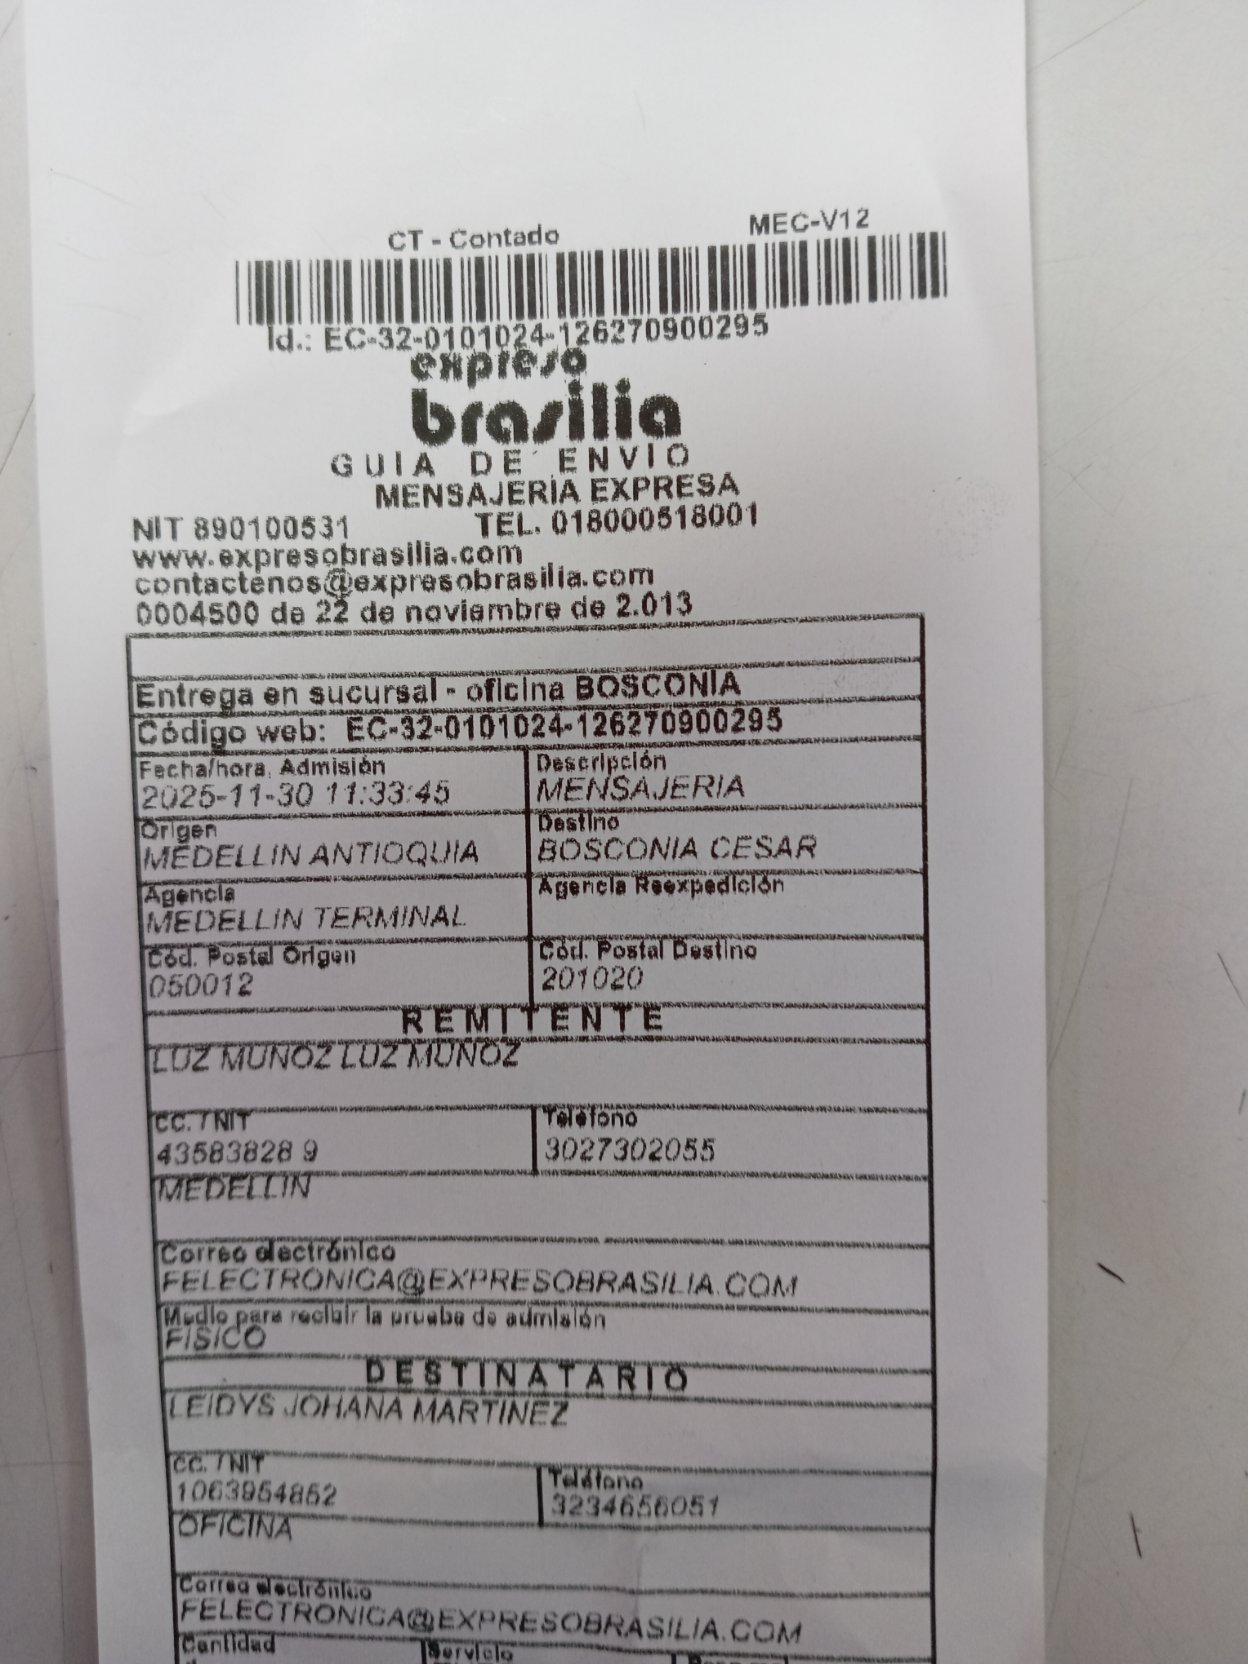 CT - Contado MEC-V12
Id.: EC-32-0101024-126270900295
expreso
brasilia
GUIA DE ENVIO
MENSAJERIA EXPRESA
NIT 890100531 TEL. 018000518001
www.expresobrasilia.com
contactenos@expresobrasilia.com
0004500 de 22 de noviembre de 2.013
Entrega en sucursal - oficina BOSCONIA
Código web: EC-32-0101024-126270900295
Fecha/hora, Admisión Descripción
2025-11-30 11:33:45 MENSAJERIA
Origen Destino
MEDELLIN ANTIOQUIA BOSCONIA CESAR
Agencia Agencia Reexpedición
MEDELLIN TERMINAL
Cód. Postal Origen Cód. Postal Destino
050012 201020
REMITENTE
LUZ MUNOZ LUZ MUNOZ
CC. / NIT Teléfono
43583828 9 3027302055
MEDELLIN
Correo electrónico
FELECTRONICA@EXPRESOBRASILIA.COM
Medio para recibir la prueba de admisión
FISICO
DESTINATARIO
LEIDYS JOHANA MARTINEZ
CC. / NIT Teléfono
1063954852 3234656051
OFICINA
Correo electrónico
FELECTRONICA@EXPRESOBRASILIA.COM
Cantidad Servicio